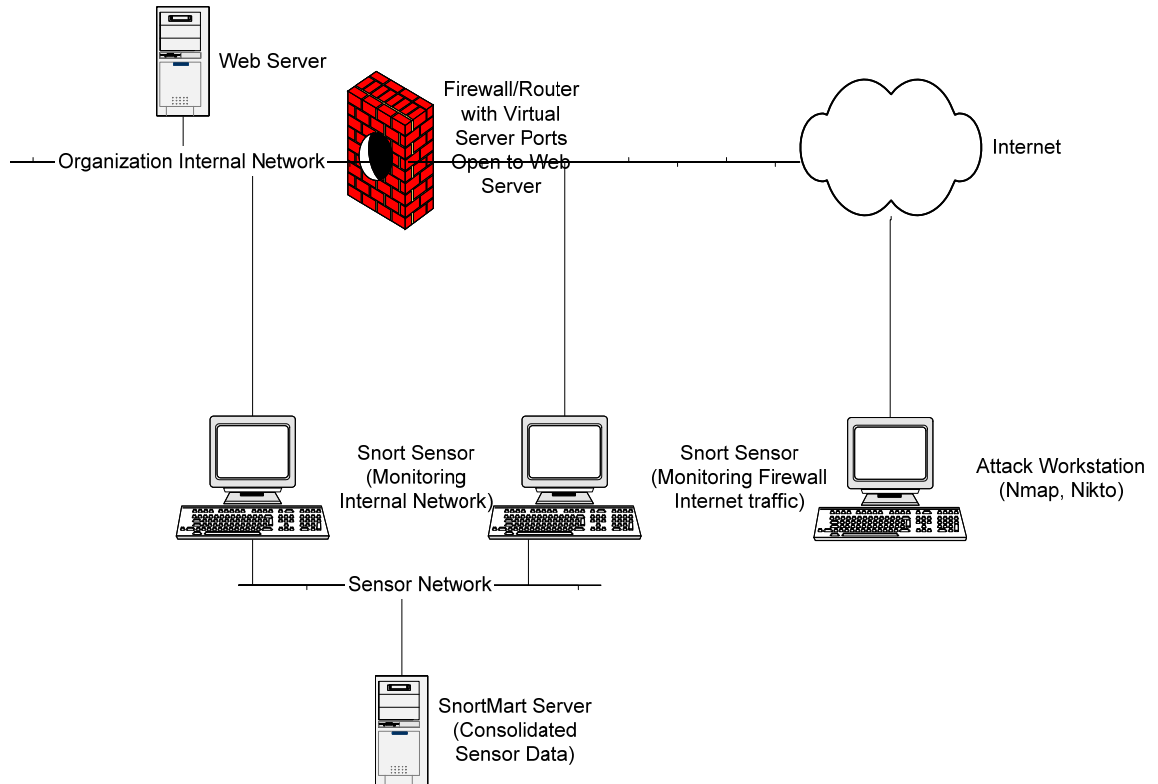 Web Server
Firewall/Router
with Virtual
Server Ports
Open to Web
Server
Organization Internal Network
Internet
Snort Sensor
(Monitoring
Internal Network)
Snort Sensor
(Monitoring Firewall
Internet traffic)
Attack Workstation
(Nmap, Nikto)
Sensor Network
SnortMart Server
(Consolidated
Sensor Data)